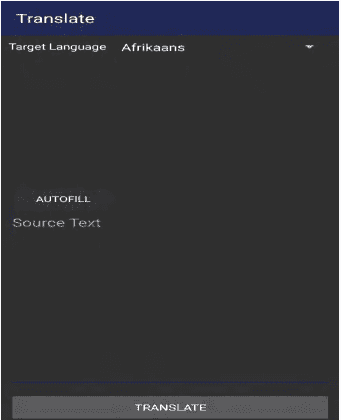 Translate
Target Language Afrikaans
AUTOFILL
Source Text
TRANSLATE